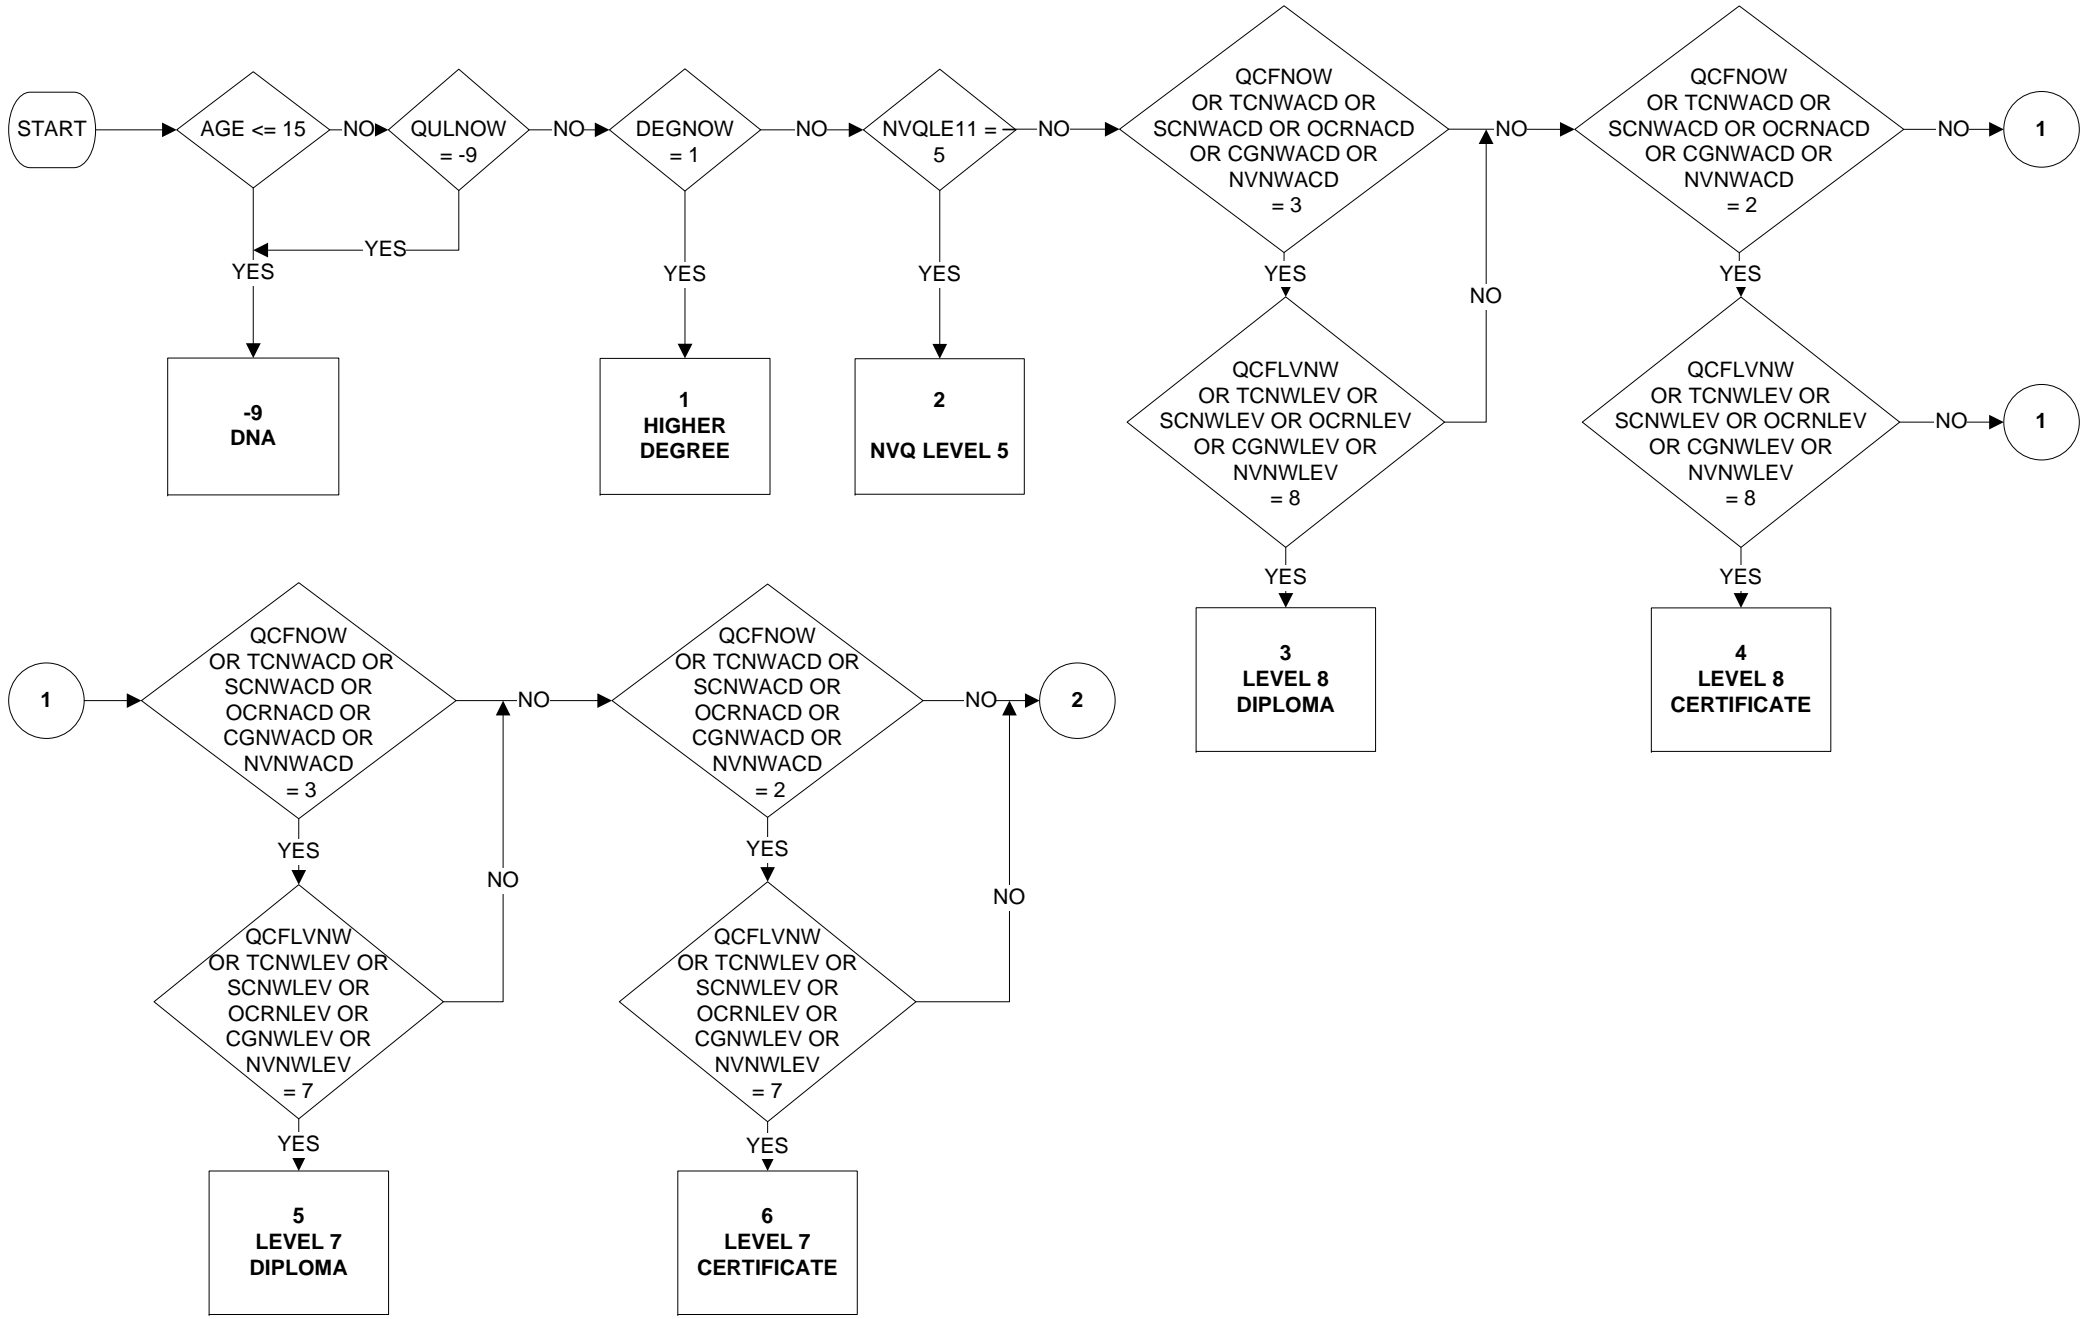 START
AGE <= 15
NO
QULNOW
= -9
NO
DEGNOW
= 1
NO
NVQLE11 =
5
NO
QCFNOW
OR TCNWACD OR
SCNWACD OR OCRNACD
OR CGNWACD OR
NVNWACD
= 3
NO
QCFNOW
OR TCNWACD OR
SCNWACD OR OCRNACD
OR CGNWACD OR
NVNWACD
= 2
NO
1
YES
YES
YES
YES
YES
YES
NO
-9
DNA
1
HIGHER
DEGREE
2
NVQ LEVEL 5
QCFLVNW
OR TCNWLEV OR
SCNWLEV OR OCRNLEV
OR CGNWLEV OR
NVNWLEV
= 8
QCFLVNW
OR TCNWLEV OR
SCNWLEV OR OCRNLEV
OR CGNWLEV OR
NVNWLEV
= 8
NO
1
YES
YES
3
LEVEL 8
DIPLOMA
4
LEVEL 8
CERTIFICATE
1
QCFNOW
OR TCNWACD OR
SCNWACD OR
OCRNACD OR
CGNWACD OR
NVNWACD
= 3
NO
QCFNOW
OR TCNWACD OR
SCNWACD OR
OCRNACD OR
CGNWACD OR
NVNWACD
= 2
NO
2
YES
YES
NO
NO
QCFLVNW
OR TCNWLEV OR
SCNWLEV OR
OCRNLEV OR
CGNWLEV OR
NVNWLEV
= 7
QCFLVNW
OR TCNWLEV OR
SCNWLEV OR
OCRNLEV OR
CGNWLEV OR
NVNWLEV
= 7
YES
YES
5
LEVEL 7
DIPLOMA
6
LEVEL 7
CERTIFICATE